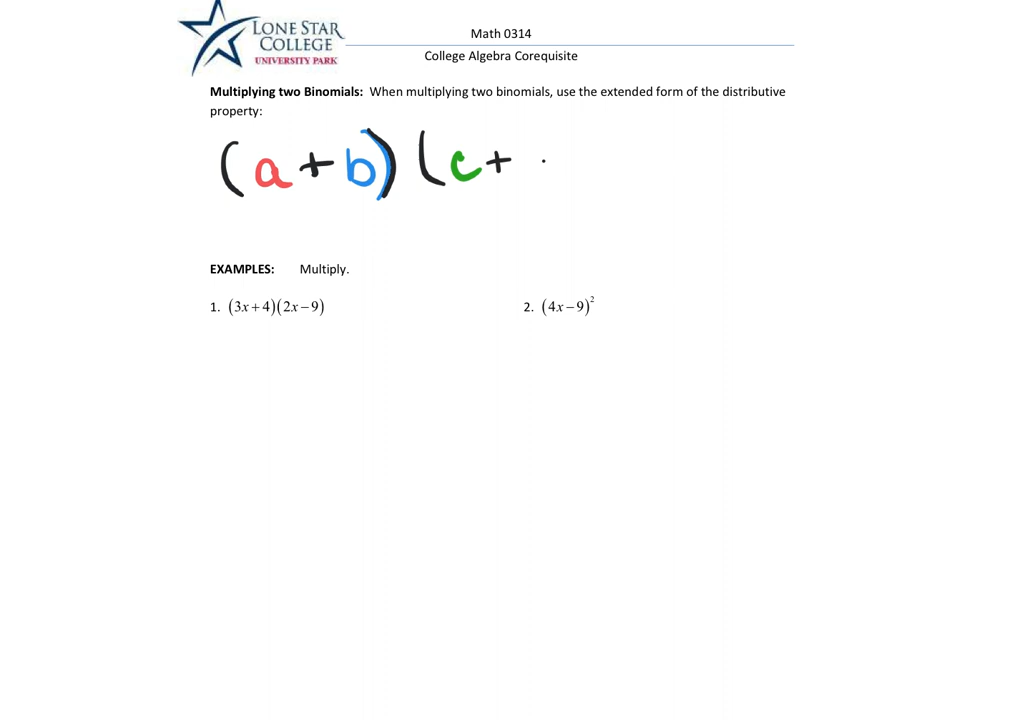 LONE STAR
COLLEGE
UNIVERSITY PARK
Math 0314
College Algebra Corequisite
Multiplying two Binomials: When multiplying two binomials, use the extended form of the distributive
property:
(a+b) (c+
EXAMPLES: Multiply.
1. (3x+4)(2x−9) 2. (4x−9)²